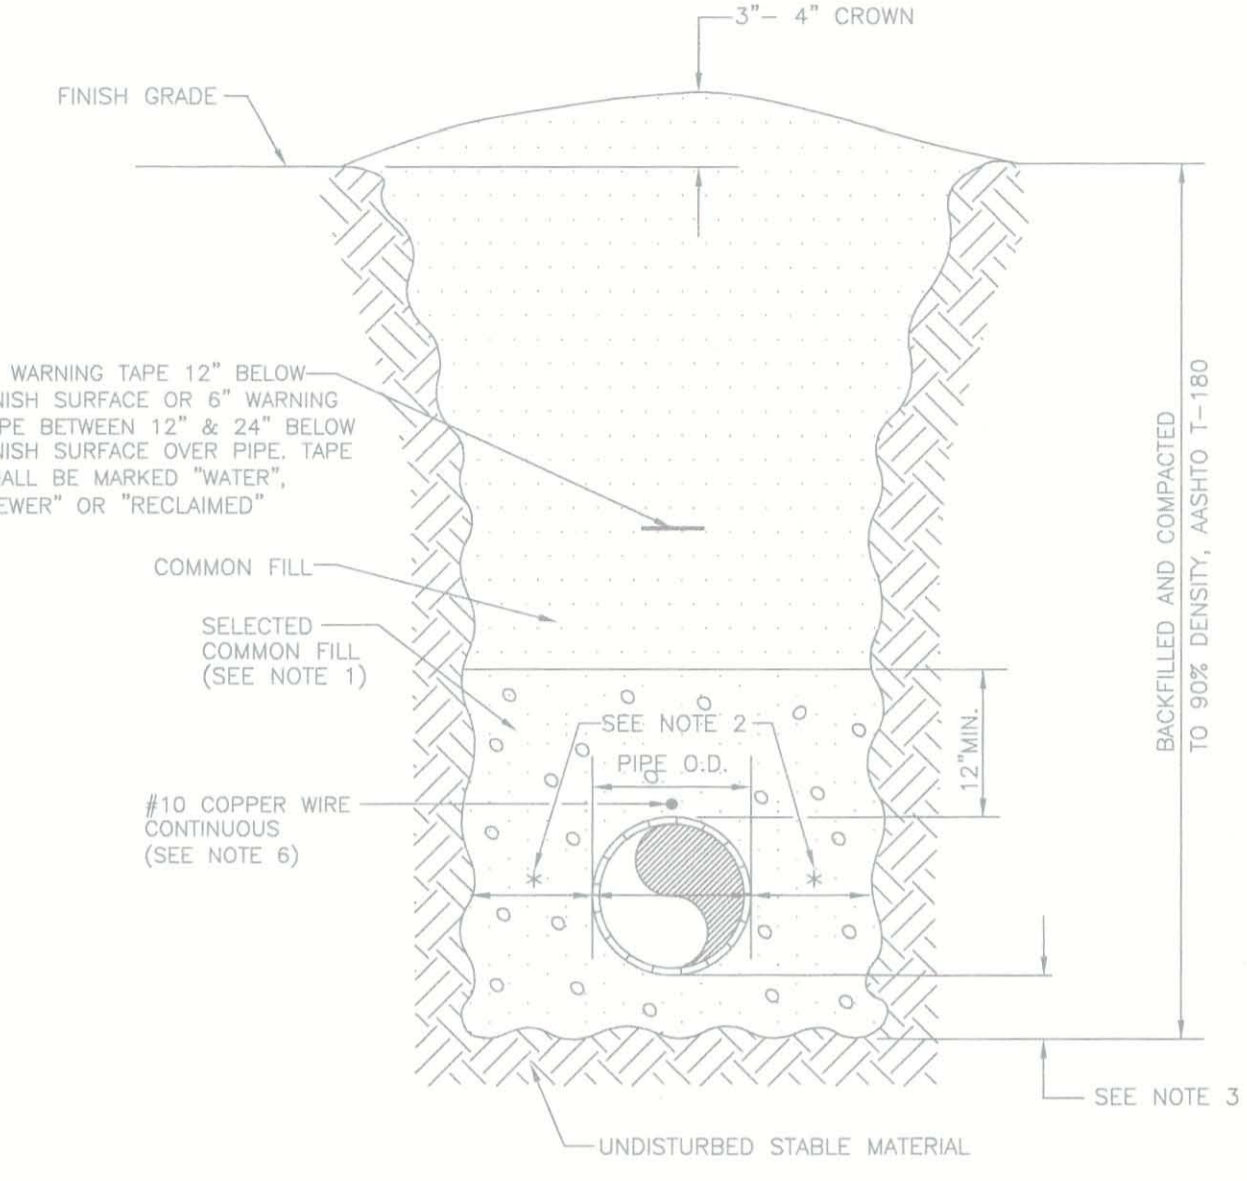 3"- 4" CROWN
FINISH GRADE
WARNING TAPE 12" BELOW
NISH SURFACE OR 6" WARNING
PE BETWEEN 12" & 24" BELOW
NISH SURFACE OVER PIPE. TAPE
ALL BE MARKED "WATER",
EWER" OR "RECLAIMED"
COMMON FILL
SELECTED
COMMON FILL
(SEE NOTE 1)
SEE NOTE 2
PIPE O.D.
#10 COPPER WIRE
CONTINUOUS
(SEE NOTE 6)
12"MIN.
BACKFILLED AND COMPACTED
TO 90% DENSITY, AASHTO T-180
SEE NOTE 3
UNDISTURBED STABLE MATERIAL